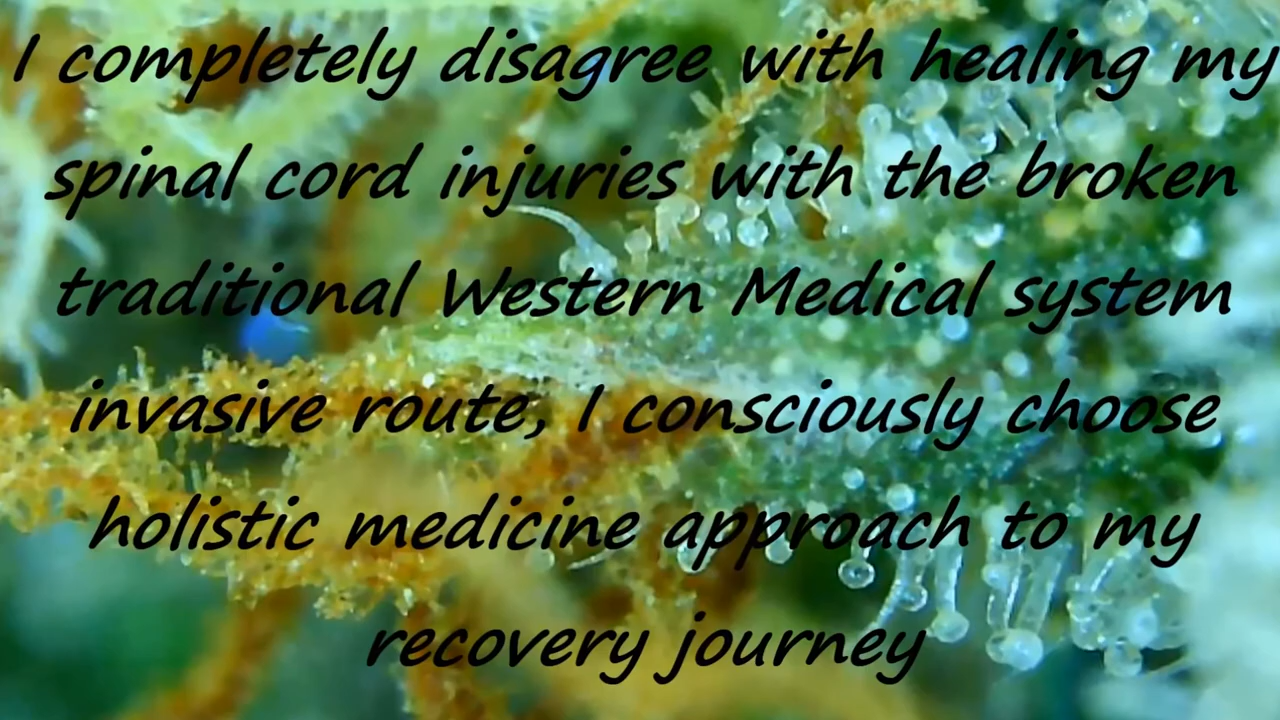 I completely disagree with healing my
spinal cord injuries with the broken
traditional Western Medical system
invasive route, I consciously choose
holistic medicine approach to my
recovery journey